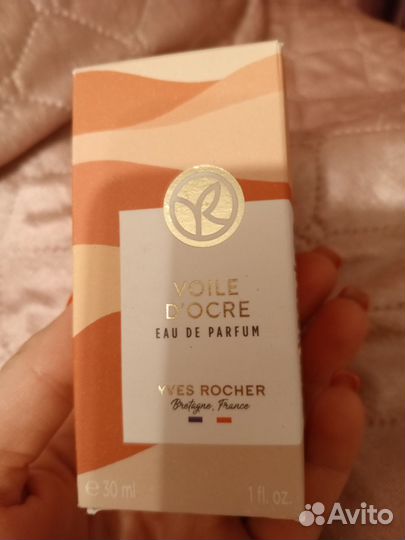 VOILE
D'OCRE
EAU DE PARFUM
YVES ROCHER
Bretagne, France
℮ 30 ml
1 fl. oz.
Avito